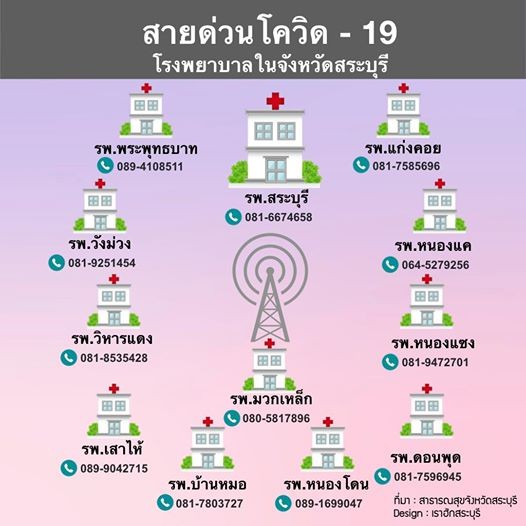 สายด่วนโควิด - 19
โรงพยาบาลในจังหวัดสระบุรี
รพ.พระพุทธบาท
089-4108511
รพ.สระบุรี
081-6674658
รพ.แก่งคอย
081-7585696
รพ.วังม่วง
081-9251454
รพ.หนองแค
064-5279256
รพ.วิหารแดง
081-8535428
รพ.หนองแซง
081-9472701
รพ.มวกเหล็ก
080-5817896
รพ.เสาไห้
089-9042715
รพ.บ้านหมอ
081-7803727
รพ.หนองโดน
089-1699047
รพ.ดอนพุด
081-7596945
ที่มา : สาธารณสุขจังหวัดสระบุรี
Design : เราฮักสระบุรี